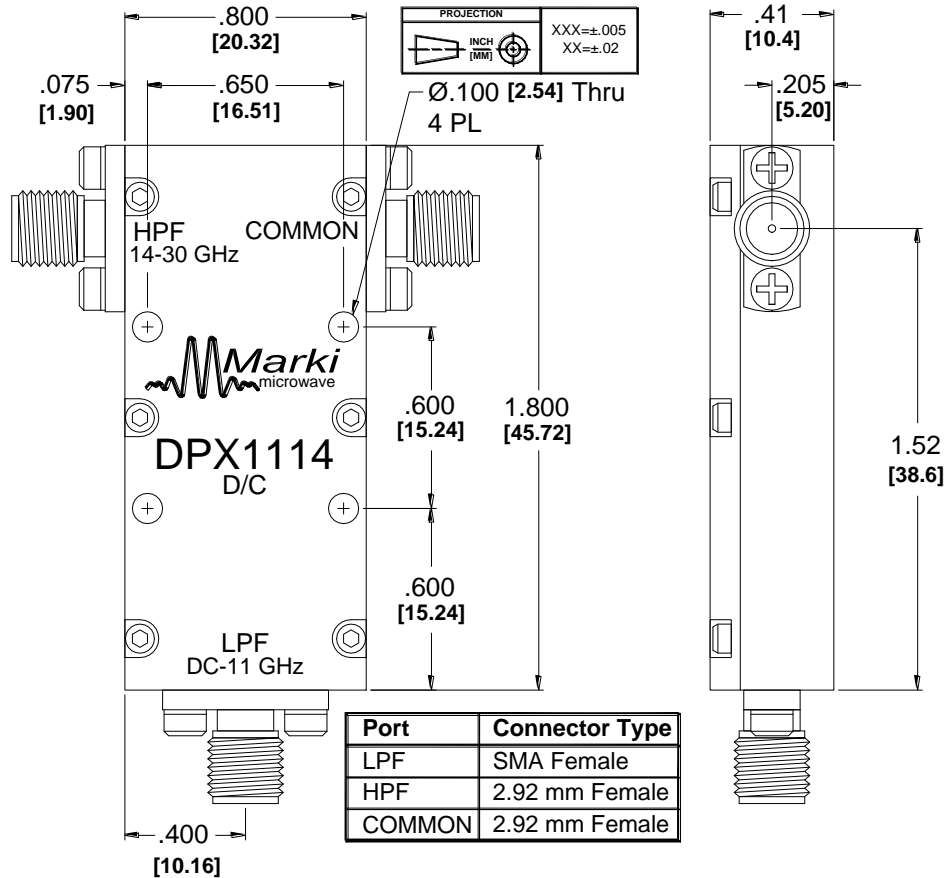 .800
[20.32]
PROJECTION
INCH
[MM]
XXX=±.005
XX=±.02
.41
[10.4]
.075
[1.90]
.650
[16.51]
Ø.100 [2.54] Thru
4 PL
.205
[5.20]
HPF
14-30 GHz
COMMON
Marki
microwave
.600
[15.24]
1.800
[45.72]
1.52
[38.6]
DPX1114
D/C
.600
[15.24]
LPF
DC-11 GHz
Port Connector Type
LPF SMA Female
HPF 2.92 mm Female
COMMON 2.92 mm Female
.400
[10.16]